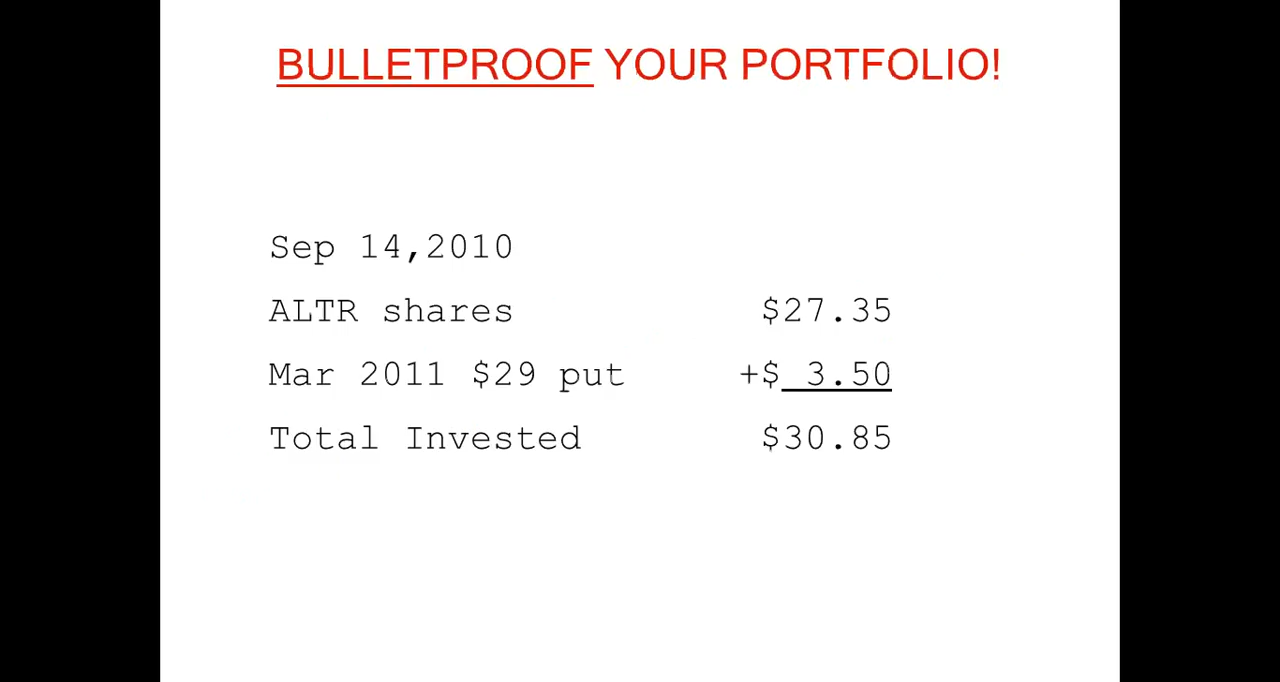 BULLETPROOF YOUR PORTFOLIO!
Sep 14,2010
ALTR shares $27.35
Mar 2011 $29 put +$ 3.50
Total Invested $30.85